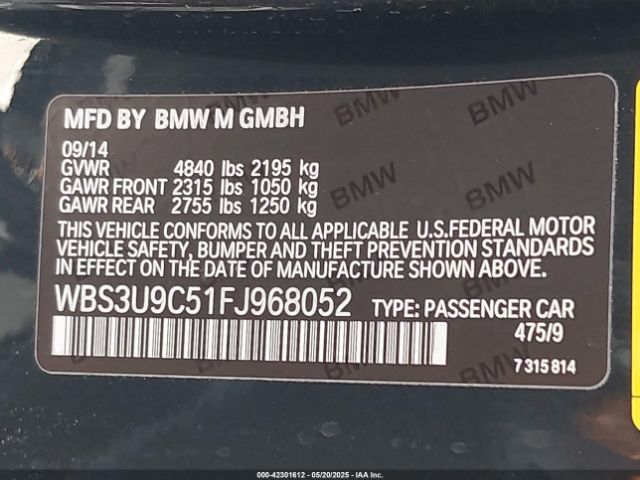 MFD BY BMW M GMBH
09/14
GVWR 4840 lbs 2195 kg
GAWR FRONT 2315 lbs 1050 kg
GAWR REAR 2755 lbs 1250 kg
THIS VEHICLE CONFORMS TO ALL APPLICABLE U.S.FEDERAL MOTOR
VEHICLE SAFETY, BUMPER AND THEFT PREVENTION STANDARDS
IN EFFECT ON THE DATE OF MANUFACTURE SHOWN ABOVE.
WBS3U9C51FJ968052 TYPE: PASSENGER CAR
475/9
7 315 814
000-42301612 - 05/20/2025 - IAA Inc.